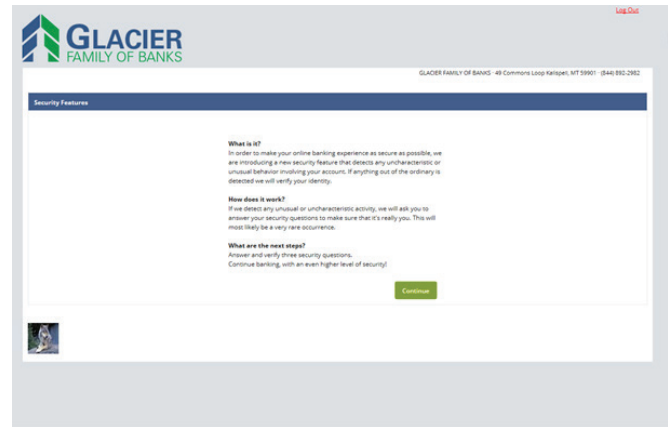 Log Out
GLACIER
FAMILY OF BANKS
GLACIER FAMILY OF BANKS · 49 Commons Loop Kalispell, MT 59901 · (844) 892-2982
Security Features
What is it?
In order to make your online banking experience as secure as possible, we
are introducing a new security feature that detects any uncharacteristic or
unusual behavior involving your account. If anything out of the ordinary is
detected we will verify your identity.
How does it work?
If we detect any unusual or uncharacteristic activity, we will ask you to
answer your security questions to make sure that it's really you. This will
most likely be a very rare occurrence.
What are the next steps?
Answer and verify three security questions.
Continue banking, with an even higher level of security!
Continue